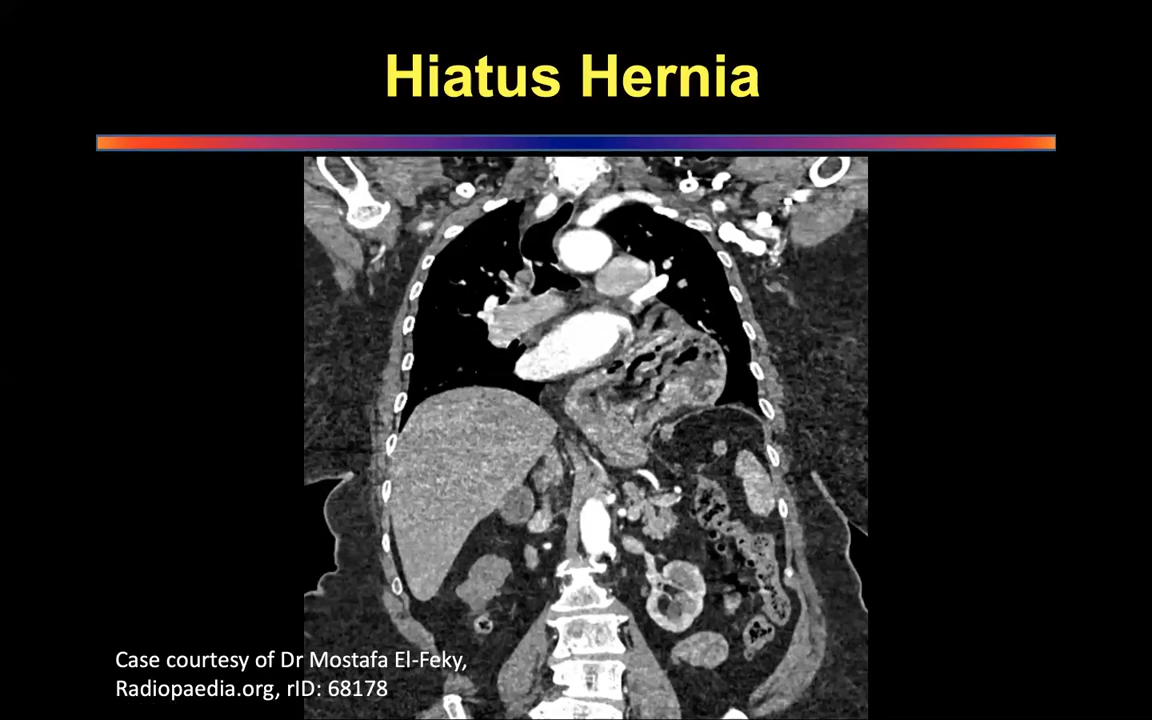 Hiatus Hernia
Case courtesy of Dr Mostafa El-Feky,
Radiopaedia.org, rID: 68178